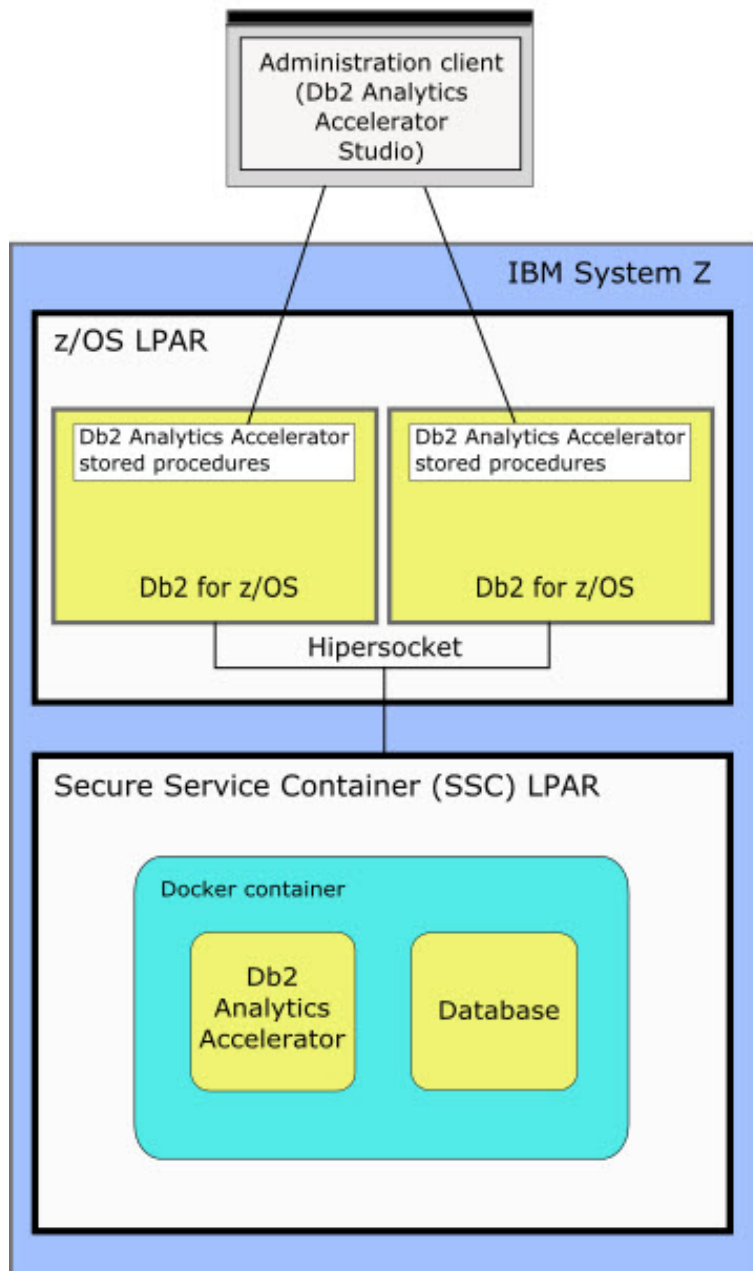 Administration client
(Db2 Analytics
Accelerator
Studio)
IBM System Z
z/OS LPAR
Db2 Analytics Accelerator
stored procedures
Db2 for z/OS
Db2 Analytics Accelerator
stored procedures
Db2 for z/OS
Hipersocket
Secure Service Container (SSC) LPAR
Docker container
Db2
Analytics
Accelerator
Database